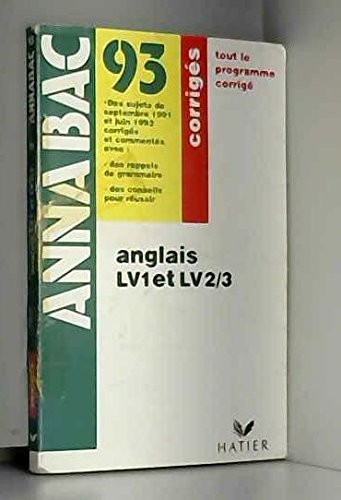 ANNABAC
ANNABAC
93
- Des sujets de
septembre 1991
et juin 1992
corrigés
et commentés
avec :
- des rappels
de grammaire
- des conseils
pour réussir
corrigés
tout le
programme
corrigé
anglais
LV1 et LV2/3
HATIER